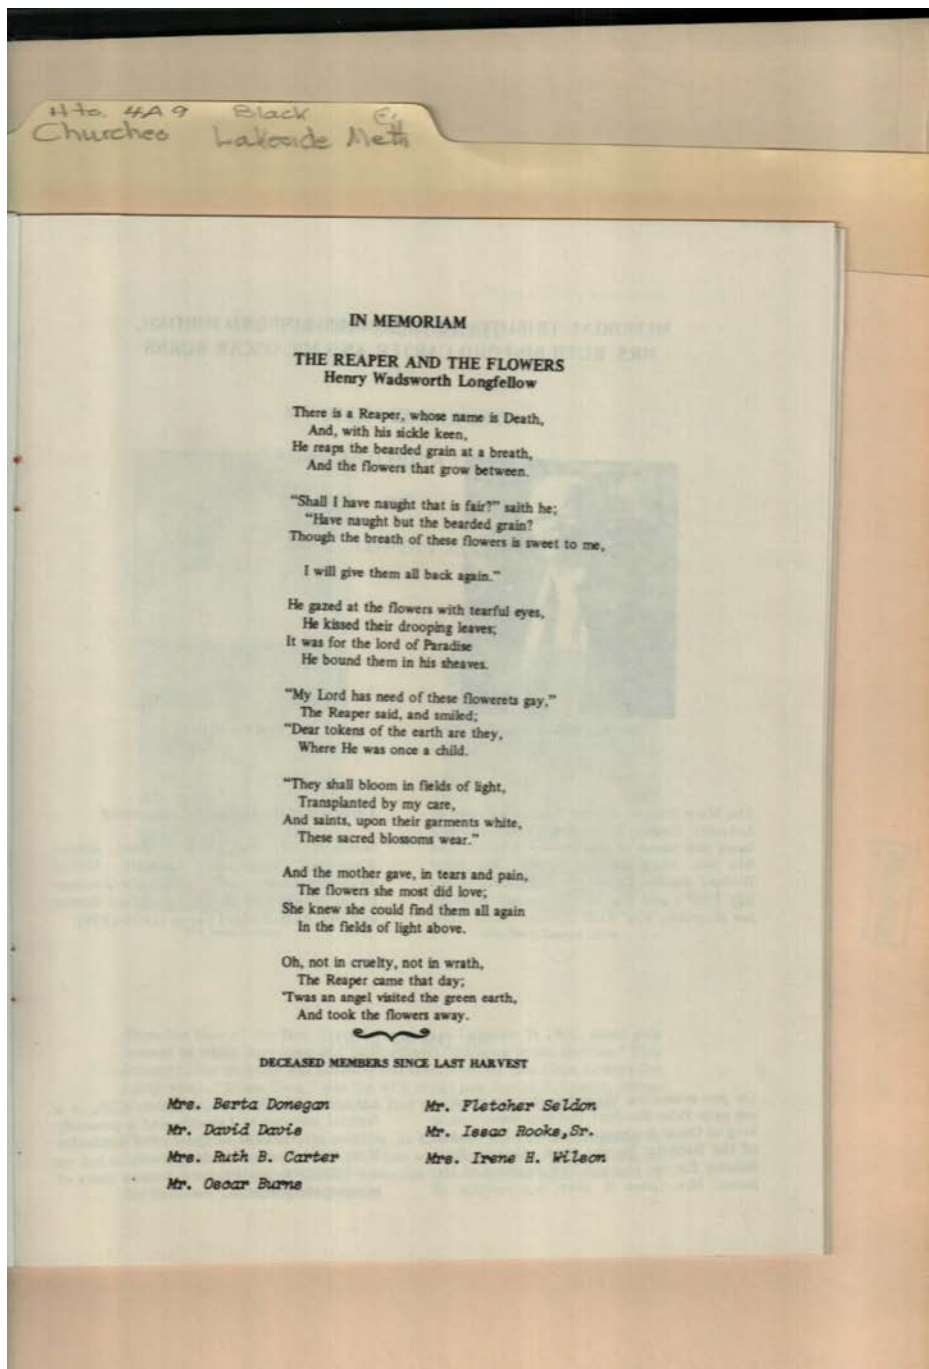 Hto. 4A9 Black
Churches Lakeside Meth
IN MEMORIAM
THE REAPER AND THE FLOWERS
Henry Wadsworth Longfellow
There is a Reaper, whose name is Death,
And, with his sickle keen,
He reaps the bearded grain at a breath,
And the flowers that grow between.
"Shall I have naught that is fair?" saith he;
"Have naught but the bearded grain?
Though the breath of these flowers is sweet to me,
I will give them all back again."
He gazed at the flowers with tearful eyes,
He kissed their drooping leaves;
It was for the lord of Paradise
He bound them in his sheaves.
"My Lord has need of these flowerets gay,"
The Reaper said, and smiled;
"Dear tokens of the earth are they,
Where He was once a child.
"They shall bloom in fields of light,
Transplanted by my care,
And saints, upon their garments white,
These sacred blossoms wear."
And the mother gave, in tears and pain,
The flowers she most did love;
She knew she could find them all again
In the fields of light above.
Oh, not in cruelty, not in wrath,
The Reaper came that day;
'Twas an angel visited the green earth,
And took the flowers away.
DECEASED MEMBERS SINCE LAST HARVEST
Mrs. Berta Donegan Mr. Fletcher Seldon
Mr. David Davis Mr. Issac Rooks,Sr.
Mrs. Ruth B. Carter Mrs. Irene H. Wilson
Mr. Oscar Burns